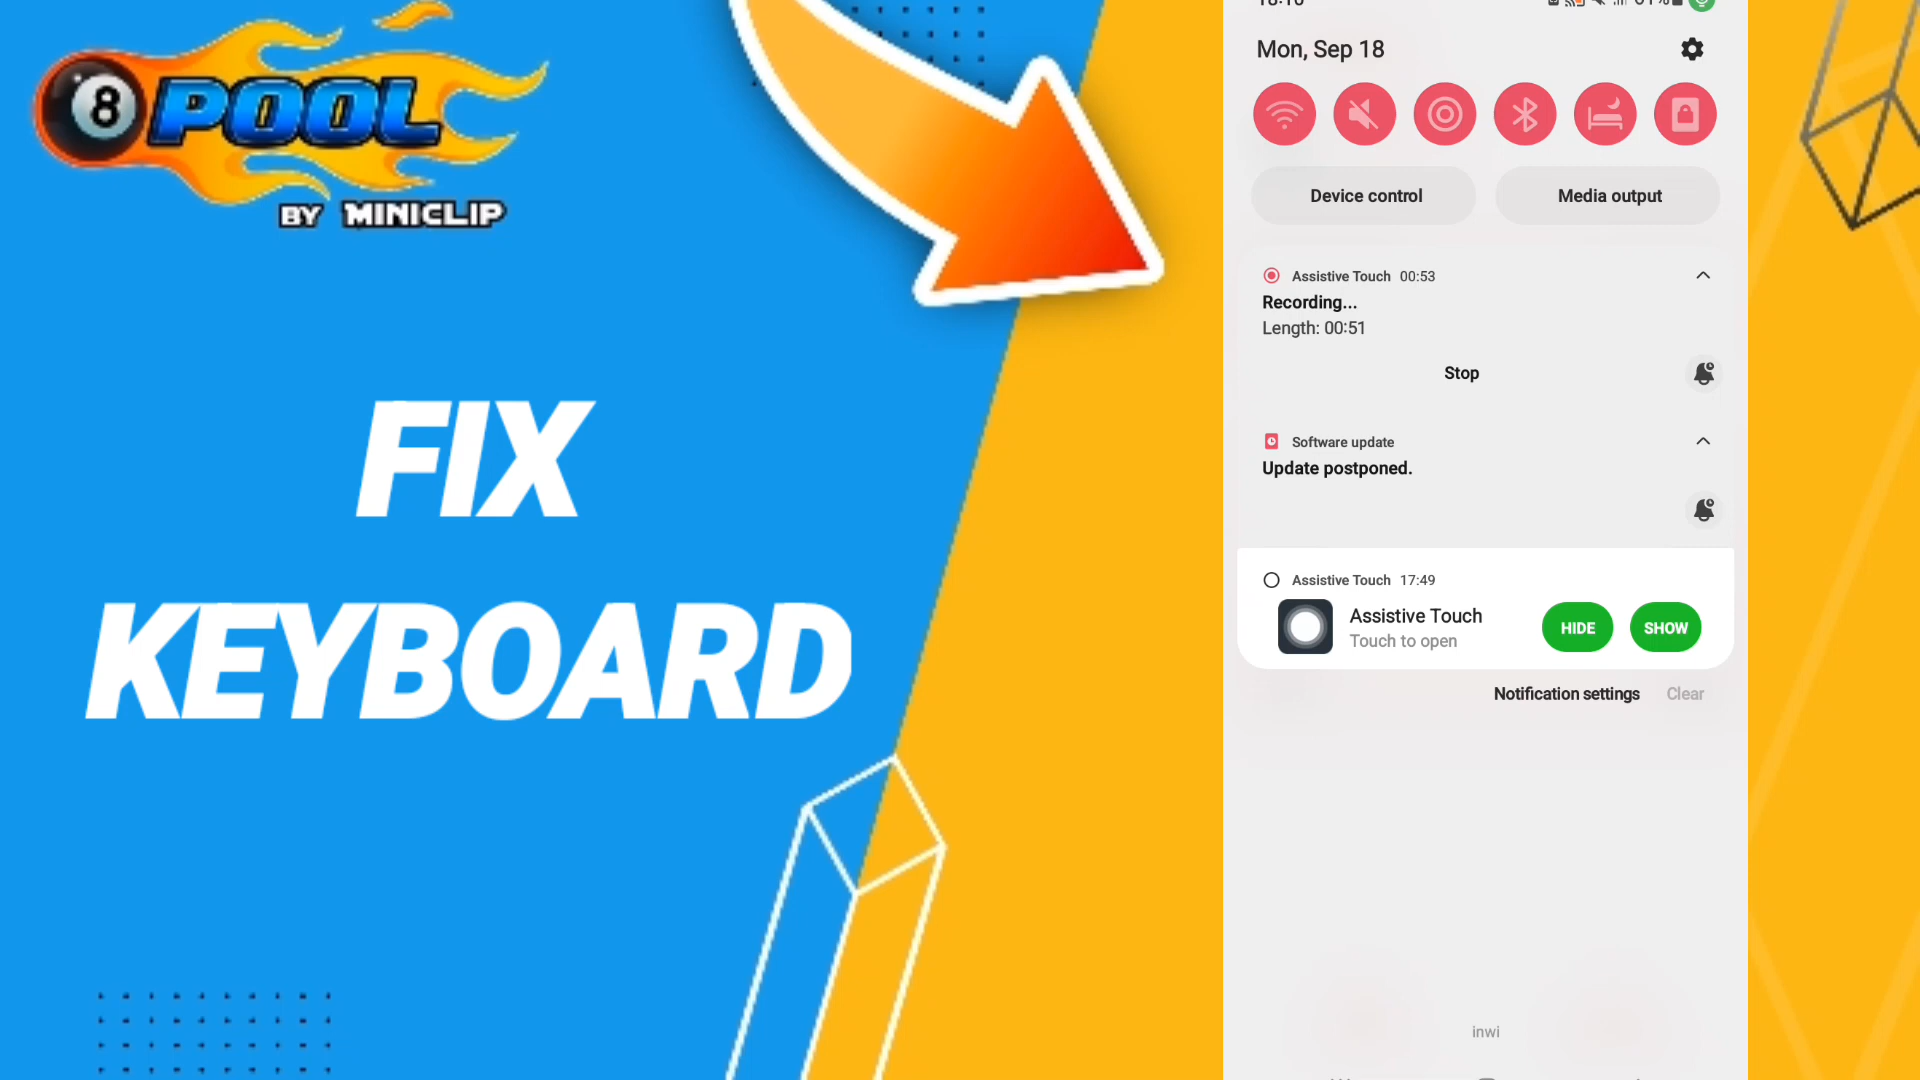 8 POOL
BY MINICLIP
FIX
KEYBOARD
Mon, Sep 18
Device control
Media output
Assistive Touch 00:53
Recording...
Length: 00:51
Stop
Software update
Update postponed.
Assistive Touch 17:49
Assistive Touch
Touch to open
HIDE
SHOW
Notification settings
Clear
inwi